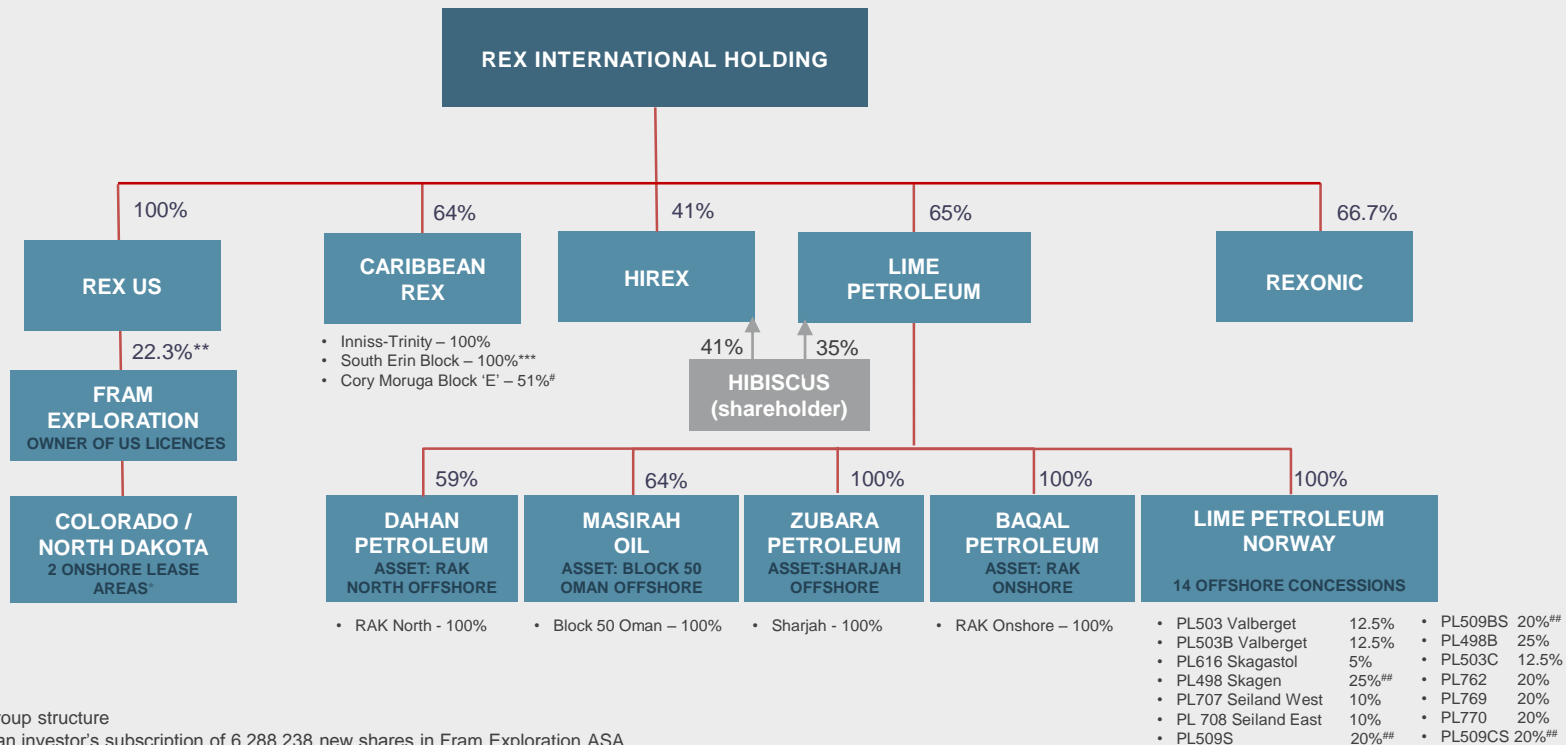 REX INTERNATIONAL HOLDING
100%
64%
41%
65%
66.7%
REX US
CARIBBEAN
REX
HIREX
LIME
PETROLEUM
REXONIC
22.3%**
• Inniss-Trinity – 100%
• South Erin Block – 100%***
• Cory Moruga Block ‘E’ – 51%#
41%
35%
HIBISCUS
(shareholder)
FRAM
EXPLORATION
OWNER OF US LICENCES
59%
64%
100%
100%
100%
COLORADO /
NORTH DAKOTA
2 ONSHORE LEASE
AREAS*
DAHAN
PETROLEUM
ASSET: RAK
NORTH OFFSHORE
MASIRAH
OIL
ASSET: BLOCK 50
OMAN OFFSHORE
ZUBARA
PETROLEUM
ASSET:SHARJAH
OFFSHORE
BAQAL
PETROLEUM
ASSET: RAK
ONSHORE
LIME PETROLEUM
NORWAY
14 OFFSHORE CONCESSIONS
• RAK North - 100%
• Block 50 Oman – 100%
• Sharjah - 100%
• RAK Onshore – 100%
• PL503 Valberget 12.5%
• PL503B Valberget 12.5%
• PL616 Skagastol 5%
• PL498 Skagen 25%##
• PL707 Seiland West 10%
• PL 708 Seiland East 10%
• PL509S 20%##
• PL509BS 20%##
• PL498B 25%
• PL503C 12.5%
• PL762 20%
• PL769 20%
• PL770 20%
• PL509CS 20%##
roup structure
an investor's subscription of 6,288,238 new shares in Fram Exploration ASA